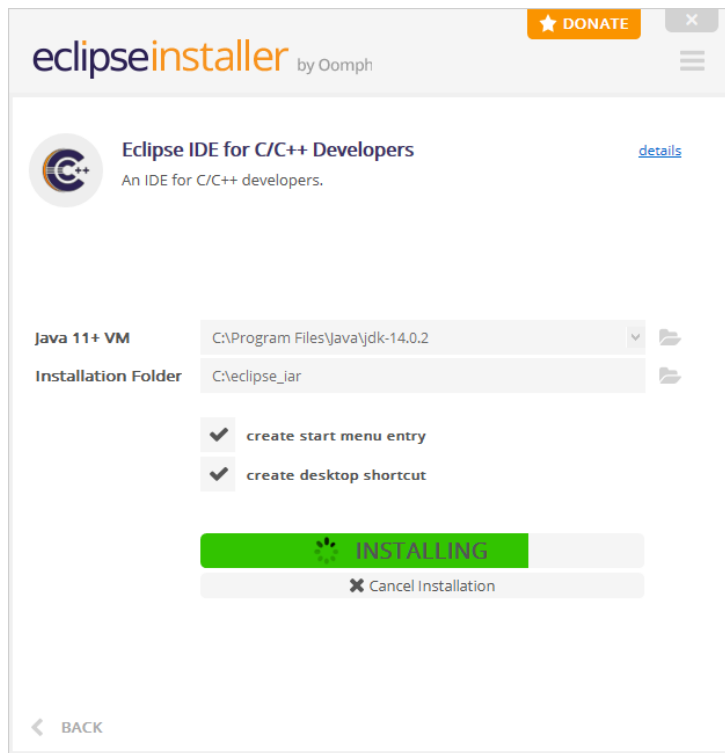 DONATE
eclipseinstaller by Oomph
C++
Eclipse IDE for C/C++ Developers
details
An IDE for C/C++ developers.
Java 11+ VM
C:\Program Files\Java\jdk-14.0.2
Installation Folder
C:\eclipse_iar
create start menu entry
create desktop shortcut
INSTALLING
Cancel Installation
BACK